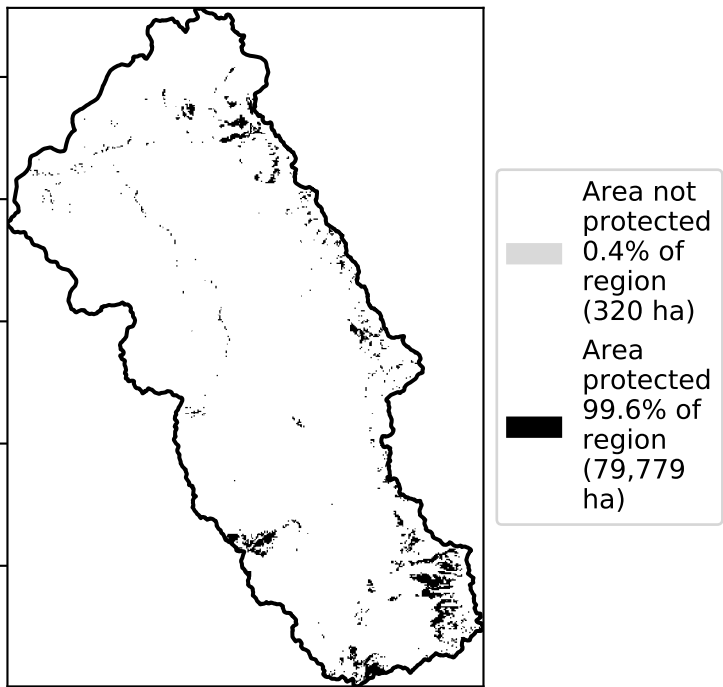 Area not
protected
0.4% of
region
(320 ha)
Area
protected
99.6% of
region
(79,779
ha)